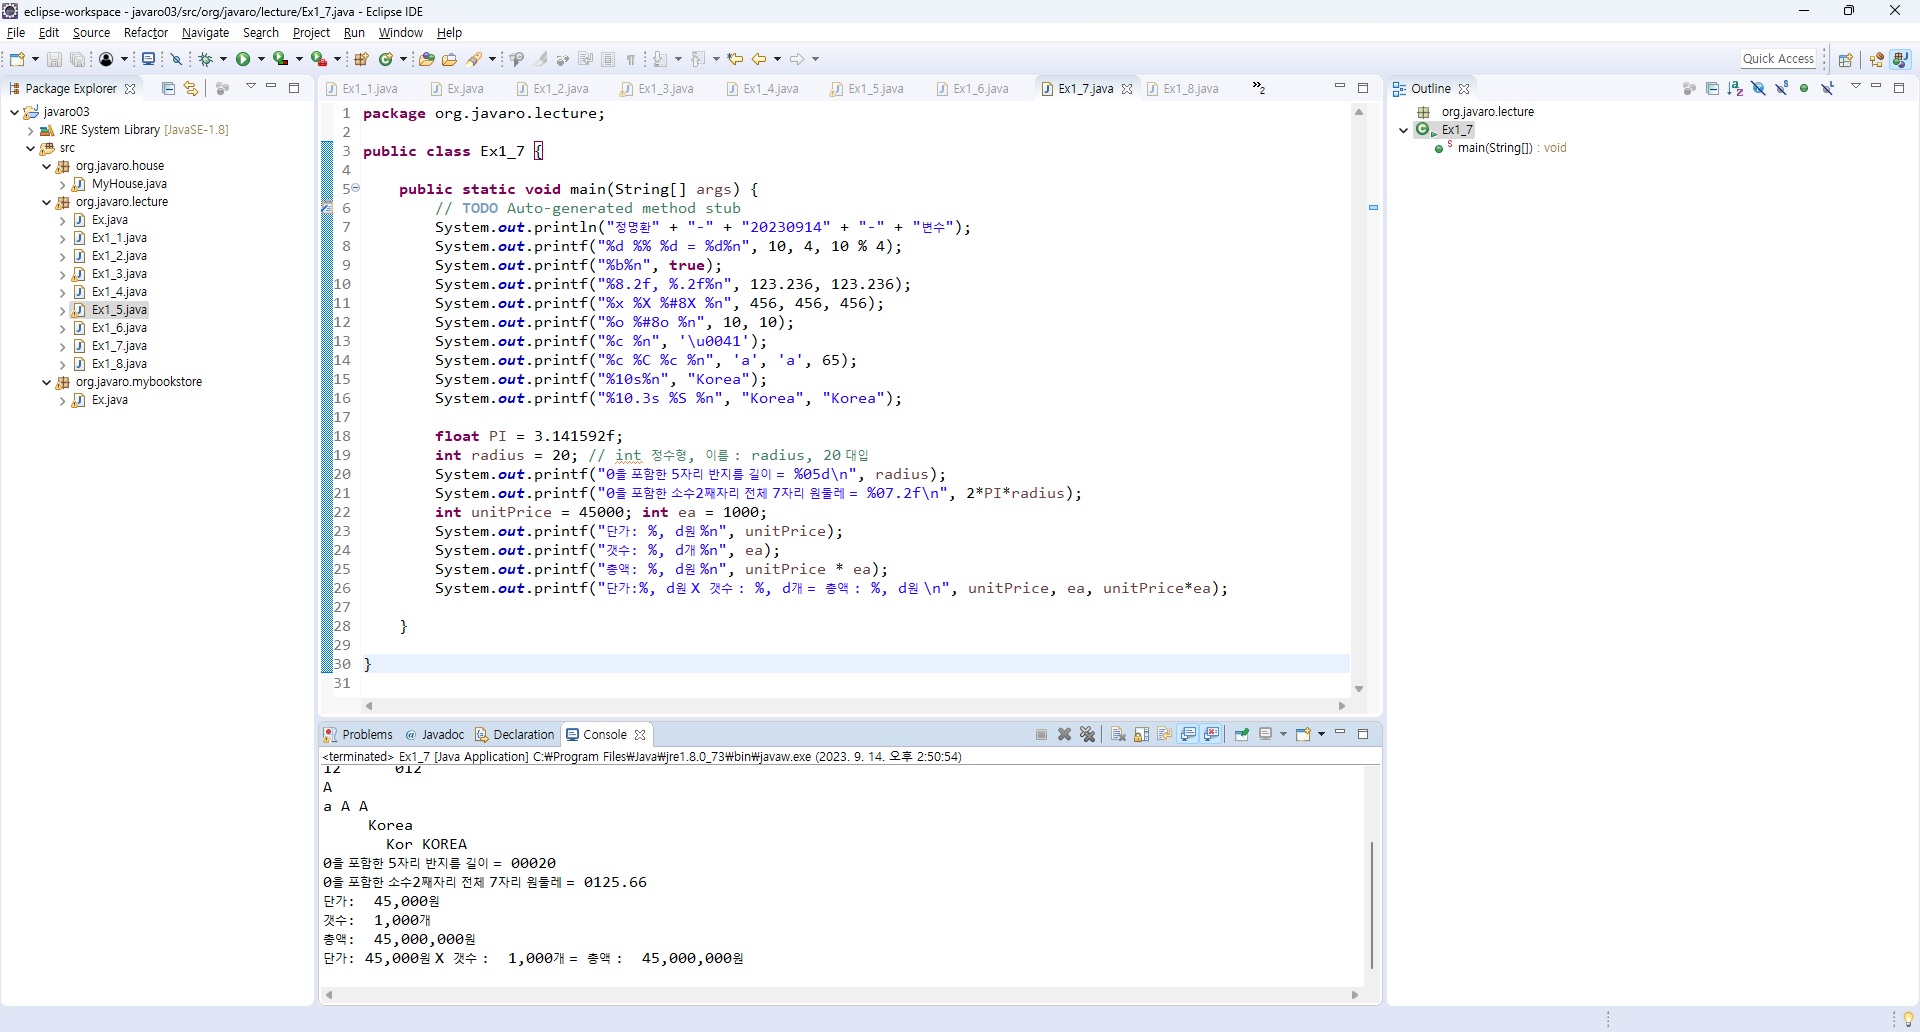 eclipse-workspace - javaro03/src/org/javaro/lecture/Ex1_7.java - Eclipse IDE
File Edit Source Refactor Navigate Search Project Run Window Help
Quick Access
Package Explorer
javaro03
JRE System Library [JavaSE-1.8]
src
org.javaro.house
MyHouse.java
org.javaro.lecture
Ex.java
Ex1_1.java
Ex1_2.java
Ex1_3.java
Ex1_4.java
Ex1_5.java
Ex1_6.java
Ex1_7.java
Ex1_8.java
org.javaro.mybookstore
Ex.java
Ex1_1.java Ex.java Ex1_2.java Ex1_3.java Ex1_4.java Ex1_5.java Ex1_6.java Ex1_7.java Ex1_8.java »2
1 package org.javaro.lecture;
2
3 public class Ex1_7 {
4
5 public static void main(String[] args) {
6 // TODO Auto-generated method stub
7 System.out.println("정명환" + "-" + "20230914" + "-" + "변수");
8 System.out.printf("%d %% %d = %d%n", 10, 4, 10 % 4);
9 System.out.printf("%b%n", true);
10 System.out.printf("%8.2f, %.2f%n", 123.236, 123.236);
11 System.out.printf("%x %X %#8X %n", 456, 456, 456);
12 System.out.printf("%o %#8o %n", 10, 10);
13 System.out.printf("%c %n", '\u0041');
14 System.out.printf("%c %C %c %n", 'a', 'a', 65);
15 System.out.printf("%10s%n", "Korea");
16 System.out.printf("%10.3s %S %n", "Korea", "Korea");
17
18 float PI = 3.141592f;
19 int radius = 20; // int 정수형, 이름 : radius, 20 대입
20 System.out.printf("0을 포함한 5자리 반지름 길이 = %05d\n", radius);
21 System.out.printf("0을 포함한 소수2째자리 전체 7자리 원둘레 = %07.2f\n", 2*PI*radius);
22 int unitPrice = 45000; int ea = 1000;
23 System.out.printf("단가: %, d원 %n", unitPrice);
24 System.out.printf("갯수: %, d개 %n", ea);
25 System.out.printf("총액: %, d원 %n", unitPrice * ea);
26 System.out.printf("단가:%, d원 X 갯수 : %, d개 = 총액 : %, d원 \n", unitPrice, ea, unitPrice*ea);
27
28 }
29
30 }
31
Problems @ Javadoc Declaration Console
<terminated> Ex1_7 [Java Application] C:₩Program Files₩Java₩jre1.8.0_73₩bin₩javaw.exe (2023. 9. 14. 오후 2:50:54)
12 012
A
a A A
Korea
Kor KOREA
0을 포함한 5자리 반지름 길이 = 00020
0을 포함한 소수2째자리 전체 7자리 원둘레 = 0125.66
단가: 45,000원
갯수: 1,000개
총액: 45,000,000원
단가: 45,000원 X 갯수 : 1,000개 = 총액 : 45,000,000원
Outline
org.javaro.lecture
Ex1_7
main(String[]) : void